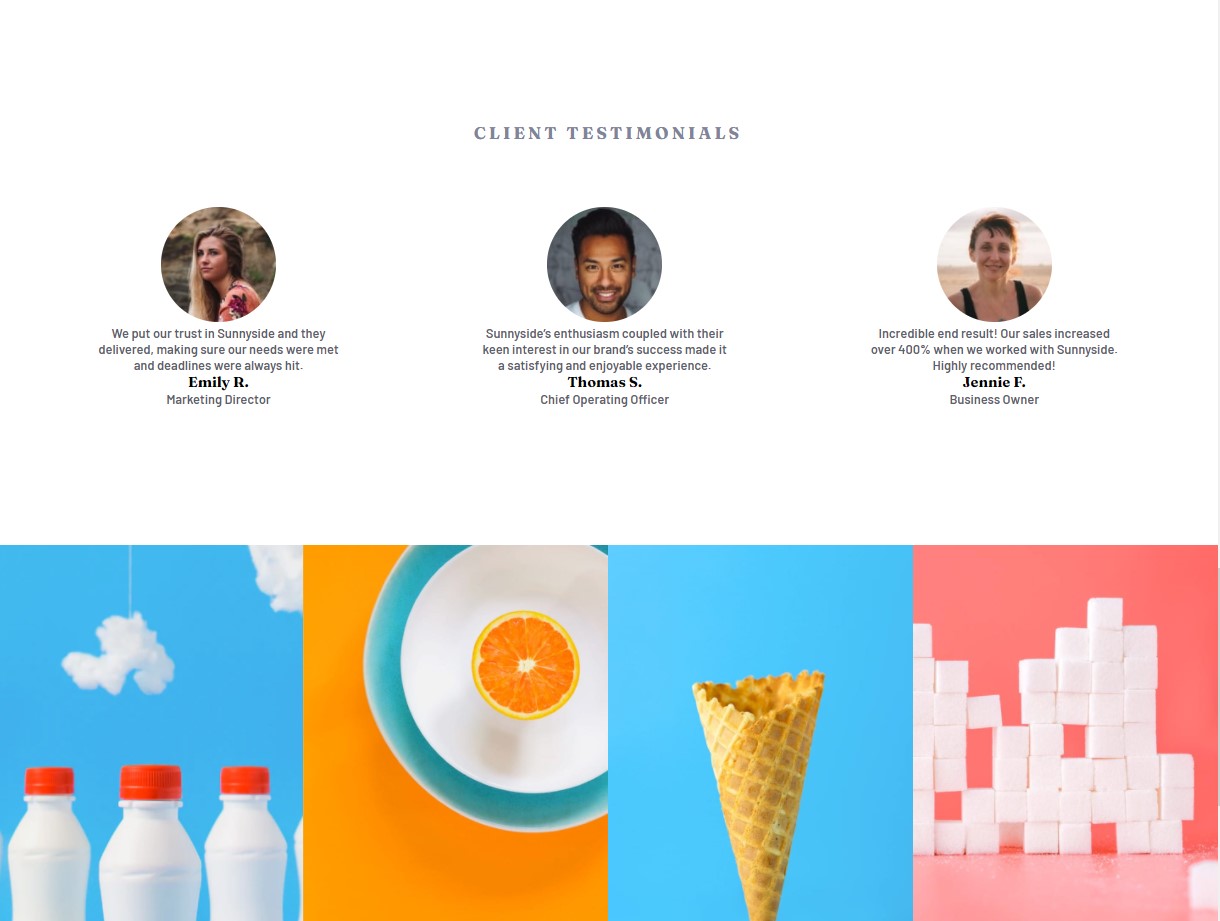 CLIENT TESTIMONIALS
We put our trust in Sunnyside and they
delivered, making sure our needs were met
and deadlines were always hit.
Emily R.
Marketing Director
Sunnyside’s enthusiasm coupled with their
keen interest in our brand’s success made it
a satisfying and enjoyable experience.
Thomas S.
Chief Operating Officer
Incredible end result! Our sales increased
over 400% when we worked with Sunnyside.
Highly recommended!
Jennie F.
Business Owner